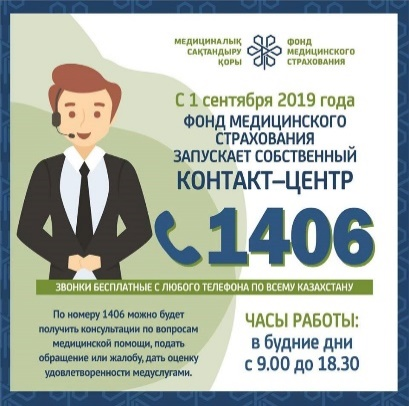 МЕДИЦИНАЛЫҚ
САҚТАНДЫРУ
ҚОРЫ
ФОНД
МЕДИЦИНСКОГО
СТРАХОВАНИЯ
С 1 сентября 2019 года
ФОНД МЕДИЦИНСКОГО
СТРАХОВАНИЯ
ЗАПУСКАЕТ СОБСТВЕННЫЙ
КОНТАКТ–ЦЕНТР
1406
ЗВОНКИ БЕСПЛАТНЫЕ С ЛЮБОГО ТЕЛЕФОНА ПО ВСЕМУ КАЗАХСТАНУ
По номеру 1406 можно будет
получить консультации по вопросам
медицинской помощи, подать
обращение или жалобу, дать оценку
удовлетворенности медуслугами.
ЧАСЫ РАБОТЫ:
в будние дни
с 9.00 до 18.30